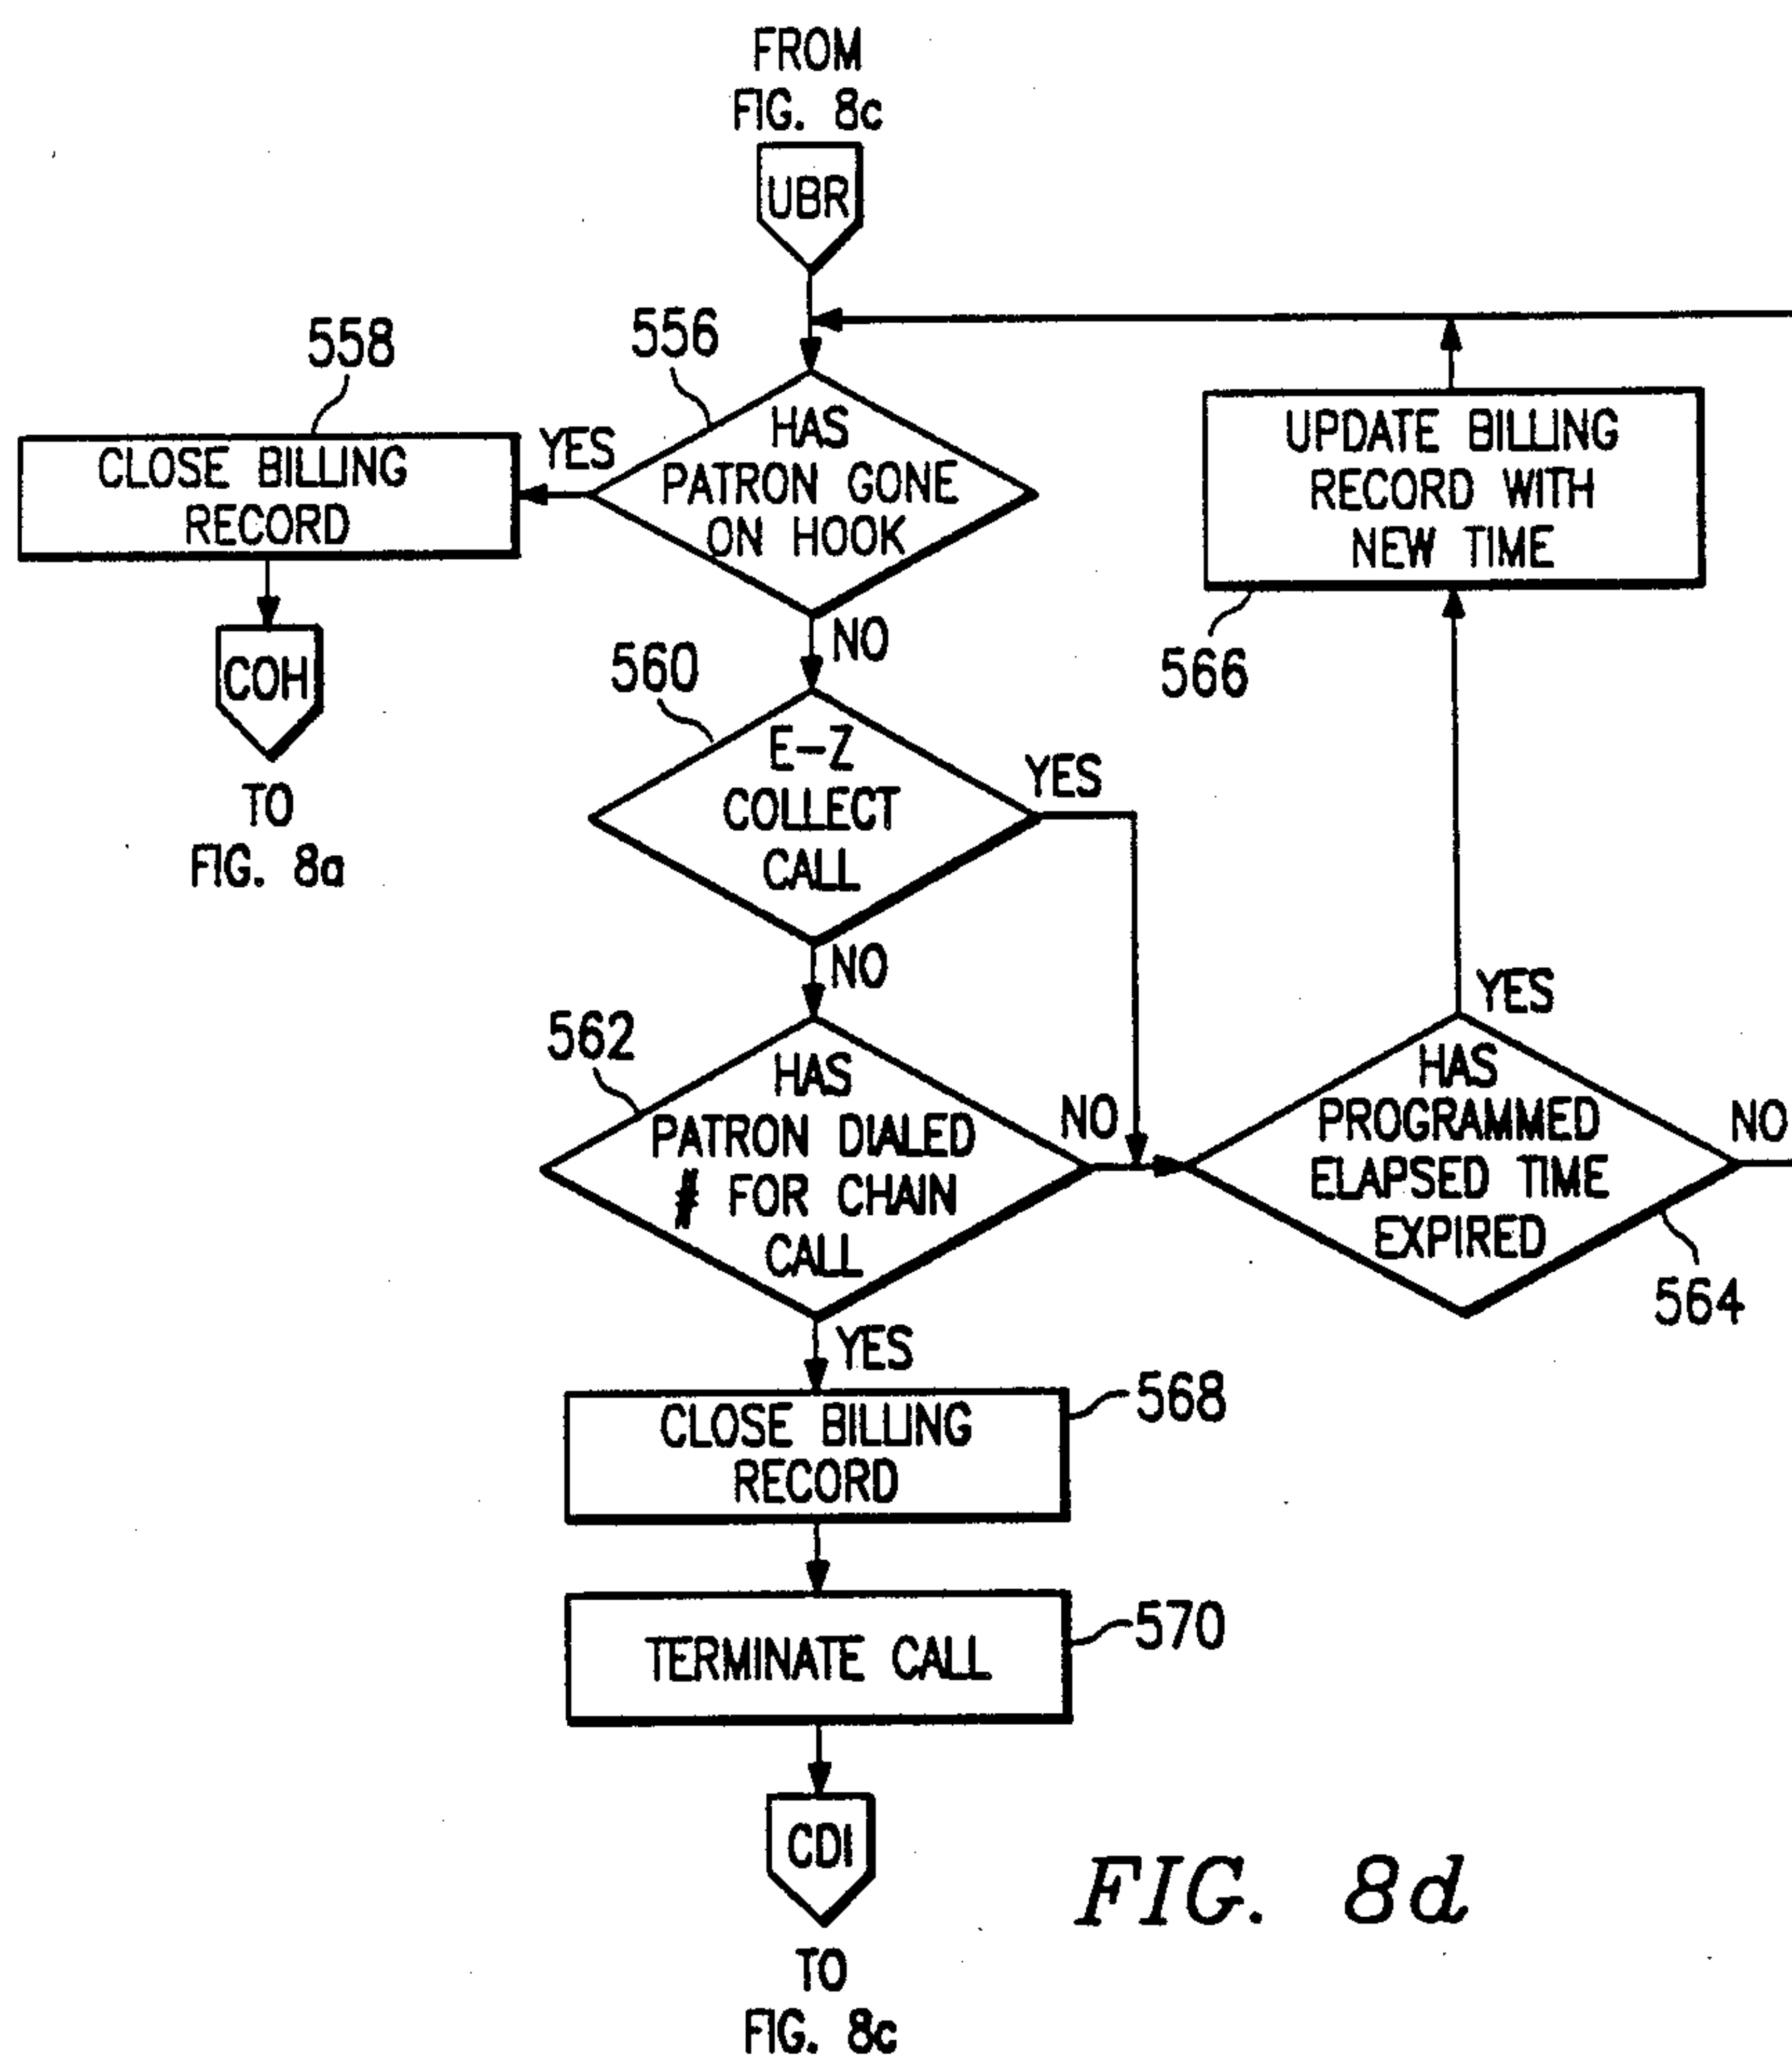 FROM
FIG. 8c
UBR
556
558
HAS
PATRON GONE
ON HOOK
YES
CLOSE BILLING
RECORD
COH
TO
FIG. 8a
NO
560
E-Z
COLLECT
CALL
YES
NO
562
HAS
PATRON DIALED
# FOR CHAIN
CALL
NO
HAS
PROGRAMMED
ELAPSED TIME
EXPIRED
564
NO
YES
UPDATE BILLING
RECORD WITH
NEW TIME
566
YES
CLOSE BILLING
RECORD
568
TERMINATE CALL
570
CDI
TO
FIG. 8c
FIG. 8d